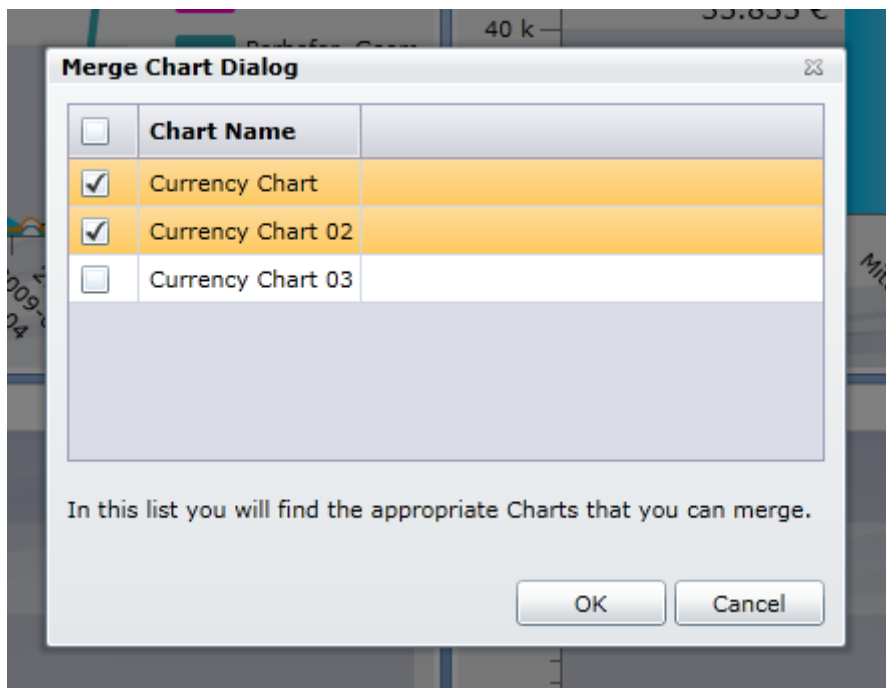 40 k
Merge Chart Dialog
Chart Name
Currency Chart
Currency Chart 02
Currency Chart 03
In this list you will find the appropriate Charts that you can merge.
OK
Cancel